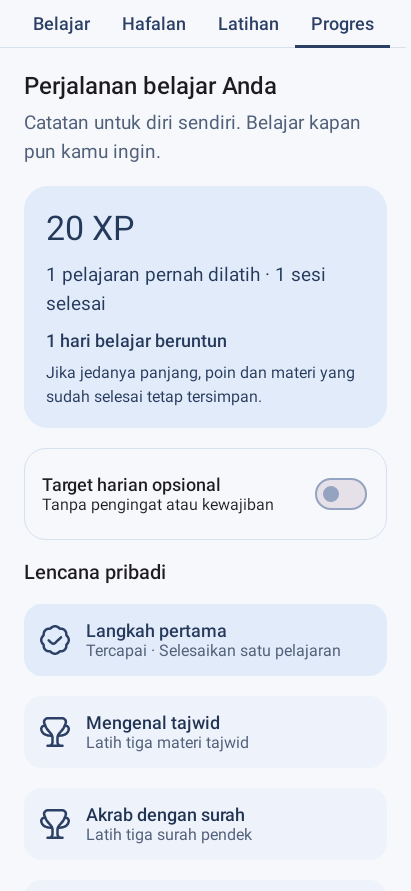 Belajar Hafalan Latihan Progres
Perjalanan belajar Anda
Catatan untuk diri sendiri. Belajar kapan
pun kamu ingin.
20 XP
1 pelajaran pernah dilatih · 1 sesi
selesai
1 hari belajar beruntun
Jika jedanya panjang, poin dan materi yang
sudah selesai tetap tersimpan.
Target harian opsional
Tanpa pengingat atau kewajiban
Lencana pribadi
Langkah pertama
Tercapai · Selesaikan satu pelajaran
Mengenal tajwid
Latih tiga materi tajwid
Akrab dengan surah
Latih tiga surah pendek